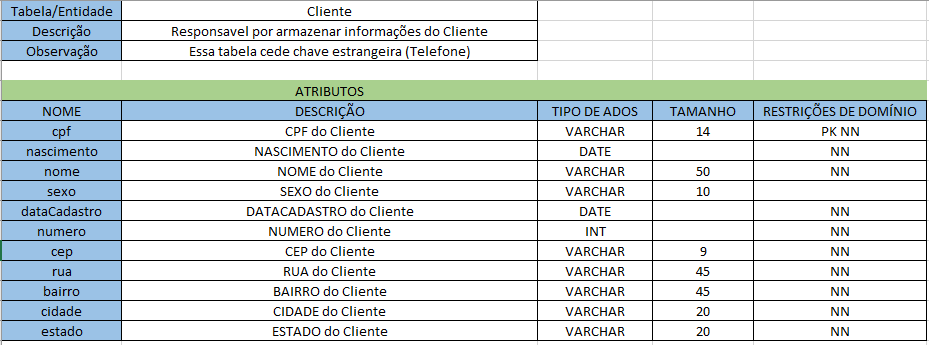 Tabela/Entidade Cliente
Descrição Responsavel por armazenar informações do Cliente
Observação Essa tabela cede chave estrangeira (Telefone)
ATRIBUTOS
NOME DESCRIÇÃO TIPO DE ADOS TAMANHO RESTRIÇÕES DE DOMÍNIO
cpf CPF do Cliente VARCHAR 14 PK NN
nascimento NASCIMENTO do Cliente DATE NN
nome NOME do Cliente VARCHAR 50 NN
sexo SEXO do Cliente VARCHAR 10
dataCadastro DATACADASTRO do Cliente DATE NN
numero NUMERO do Cliente INT NN
cep CEP do Cliente VARCHAR 9 NN
rua RUA do Cliente VARCHAR 45 NN
bairro BAIRRO do Cliente VARCHAR 45 NN
cidade CIDADE do Cliente VARCHAR 20 NN
estado ESTADO do Cliente VARCHAR 20 NN